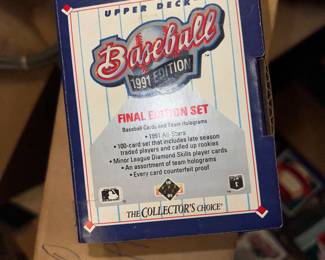 UPPER DECK
Baseball
1991 EDITION
FINAL EDITION SET
Baseball Cards and Team Holograms
• 1991 All-Stars
• 100-card set that includes late season
traded players and called up rookies
• Minor League Diamond Skills player cards
• An assortment of team holograms
• Every card counterfeit proof
THE COLLECTOR'S CHOICE